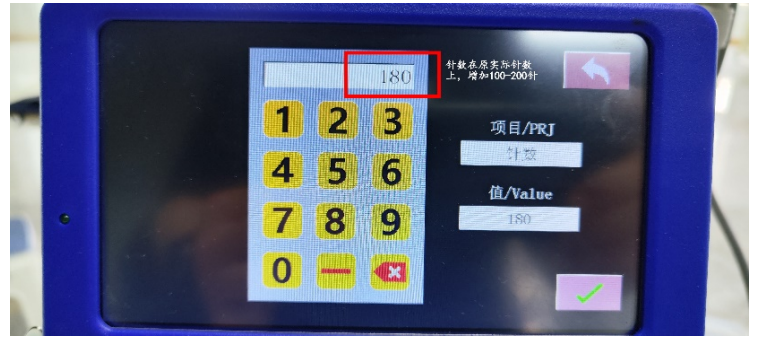 180
针数在原实际针数
上，增加100-200针
1 2 3
项目/PRJ
针数
4 5 6
值/Value
180
7 8 9
0